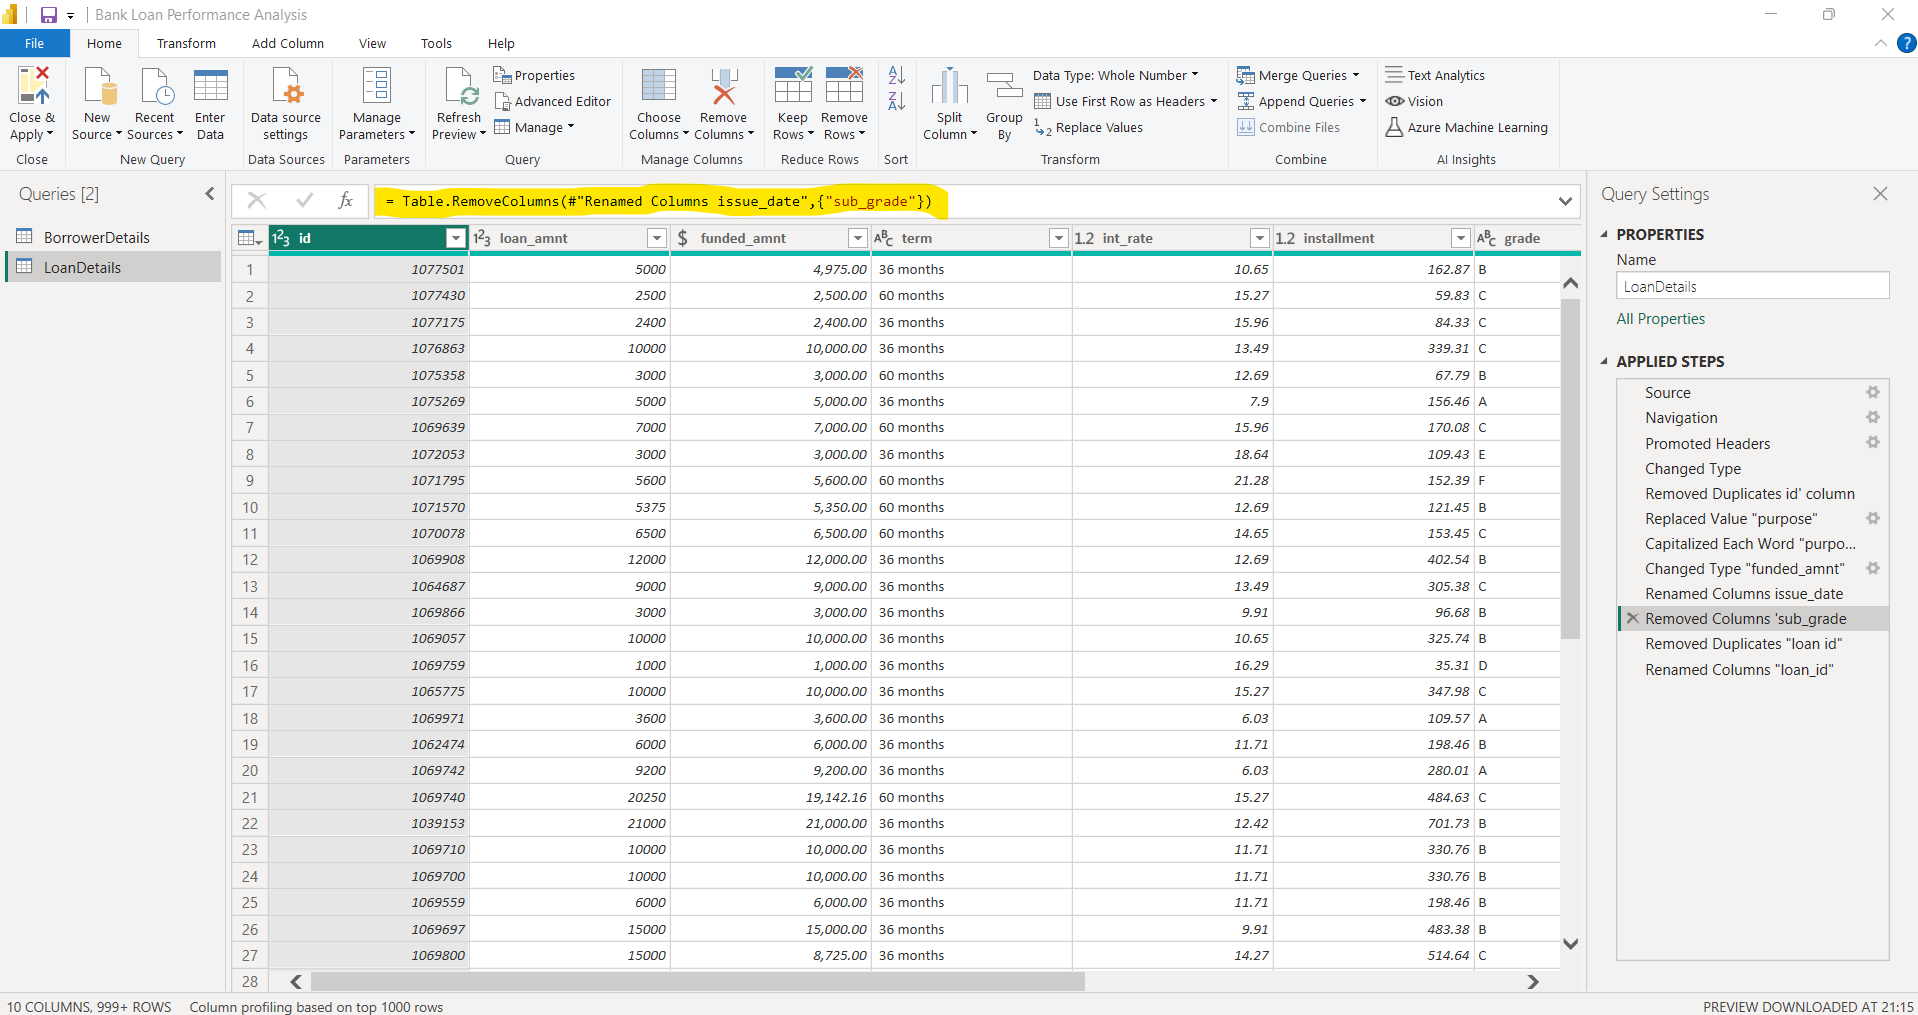 Bank Loan Performance Analysis
File Home Transform Add Column View Tools Help
Close & Apply
New Source
Recent Sources
Enter Data
Data source settings
Manage Parameters
Refresh Preview
Properties
Advanced Editor
Manage
Choose Columns
Remove Columns
Keep Rows
Remove Rows
Split Column
Group By
Data Type: Whole Number
Use First Row as Headers
Replace Values
Merge Queries
Append Queries
Combine Files
Text Analytics
Vision
Azure Machine Learning
Close New Query Data Sources Parameters Query Manage Columns Reduce Rows Sort Transform Combine AI Insights
Queries [2]
BorrowerDetails
LoanDetails
fx = Table.RemoveColumns(#"Renamed Columns issue_date",{"sub_grade"})
123 id 123 loan_amnt $ funded_amnt ABC term 1.2 int_rate 1.2 installment ABC grade
1 1077501 5000 4,975.00 36 months 10.65 162.87 B
2 1077430 2500 2,500.00 60 months 15.27 59.83 C
3 1077175 2400 2,400.00 36 months 15.96 84.33 C
4 1076863 10000 10,000.00 36 months 13.49 339.31 C
5 1075358 3000 3,000.00 60 months 12.69 67.79 B
6 1075269 5000 5,000.00 36 months 7.9 156.46 A
7 1069639 7000 7,000.00 60 months 15.96 170.08 C
8 1072053 3000 3,000.00 36 months 18.64 109.43 E
9 1071795 5600 5,600.00 60 months 21.28 152.39 F
10 1071570 5375 5,350.00 60 months 12.69 121.45 B
11 1070078 6500 6,500.00 60 months 14.65 153.45 C
12 1069908 12000 12,000.00 36 months 12.69 402.54 B
13 1064687 9000 9,000.00 36 months 13.49 305.38 C
14 1069866 3000 3,000.00 36 months 9.91 96.68 B
15 1069057 10000 10,000.00 36 months 10.65 325.74 B
16 1069759 1000 1,000.00 36 months 16.29 35.31 D
17 1065775 10000 10,000.00 36 months 15.27 347.98 C
18 1069971 3600 3,600.00 36 months 6.03 109.57 A
19 1062474 6000 6,000.00 36 months 11.71 198.46 B
20 1069742 9200 9,200.00 36 months 6.03 280.01 A
21 1069740 20250 19,142.16 60 months 15.27 484.63 C
22 1039153 21000 21,000.00 36 months 12.42 701.73 B
23 1069710 10000 10,000.00 36 months 11.71 330.76 B
24 1069700 10000 10,000.00 36 months 11.71 330.76 B
25 1069559 6000 6,000.00 36 months 11.71 198.46 B
26 1069697 15000 15,000.00 36 months 9.91 483.38 B
27 1069800 15000 8,725.00 36 months 14.27 514.64 C
28
Query Settings
PROPERTIES
Name
LoanDetails
All Properties
APPLIED STEPS
Source
Navigation
Promoted Headers
Changed Type
Removed Duplicates id' column
Replaced Value "purpose"
Capitalized Each Word "purpo...
Changed Type "funded_amnt"
Renamed Columns issue_date
Removed Columns 'sub_grade
Removed Duplicates "loan id"
Renamed Columns "loan_id"
10 COLUMNS, 999+ ROWS Column profiling based on top 1000 rows PREVIEW DOWNLOADED AT 21:15